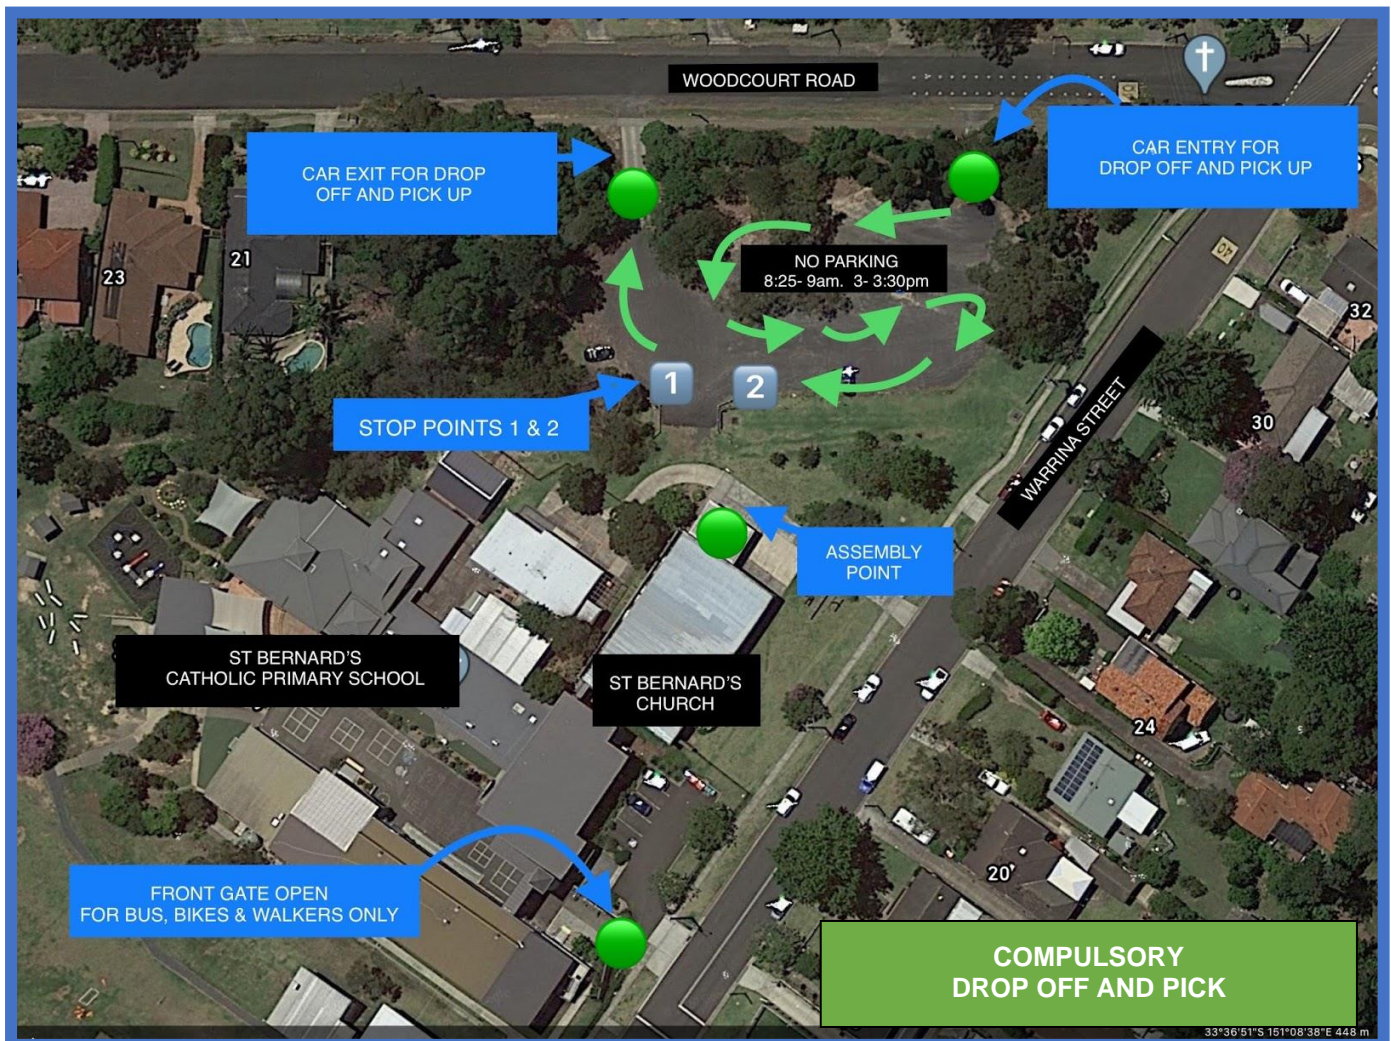 WOODCOURT ROAD
40
CAR EXIT FOR DROP
OFF AND PICK UP
CAR ENTRY FOR
DROP OFF AND PICK UP
NO PARKING
8:25- 9am. 3- 3:30pm
23
21
40
32
1
2
STOP POINTS 1 & 2
WARRINA STREET
30
ASSEMBLY
POINT
ST BERNARD'S
CATHOLIC PRIMARY SCHOOL
ST BERNARD'S
CHURCH
24
FRONT GATE OPEN
FOR BUS, BIKES & WALKERS ONLY
20
COMPULSORY
DROP OFF AND PICK
33°36'51"S 151°08'38"E 448 m